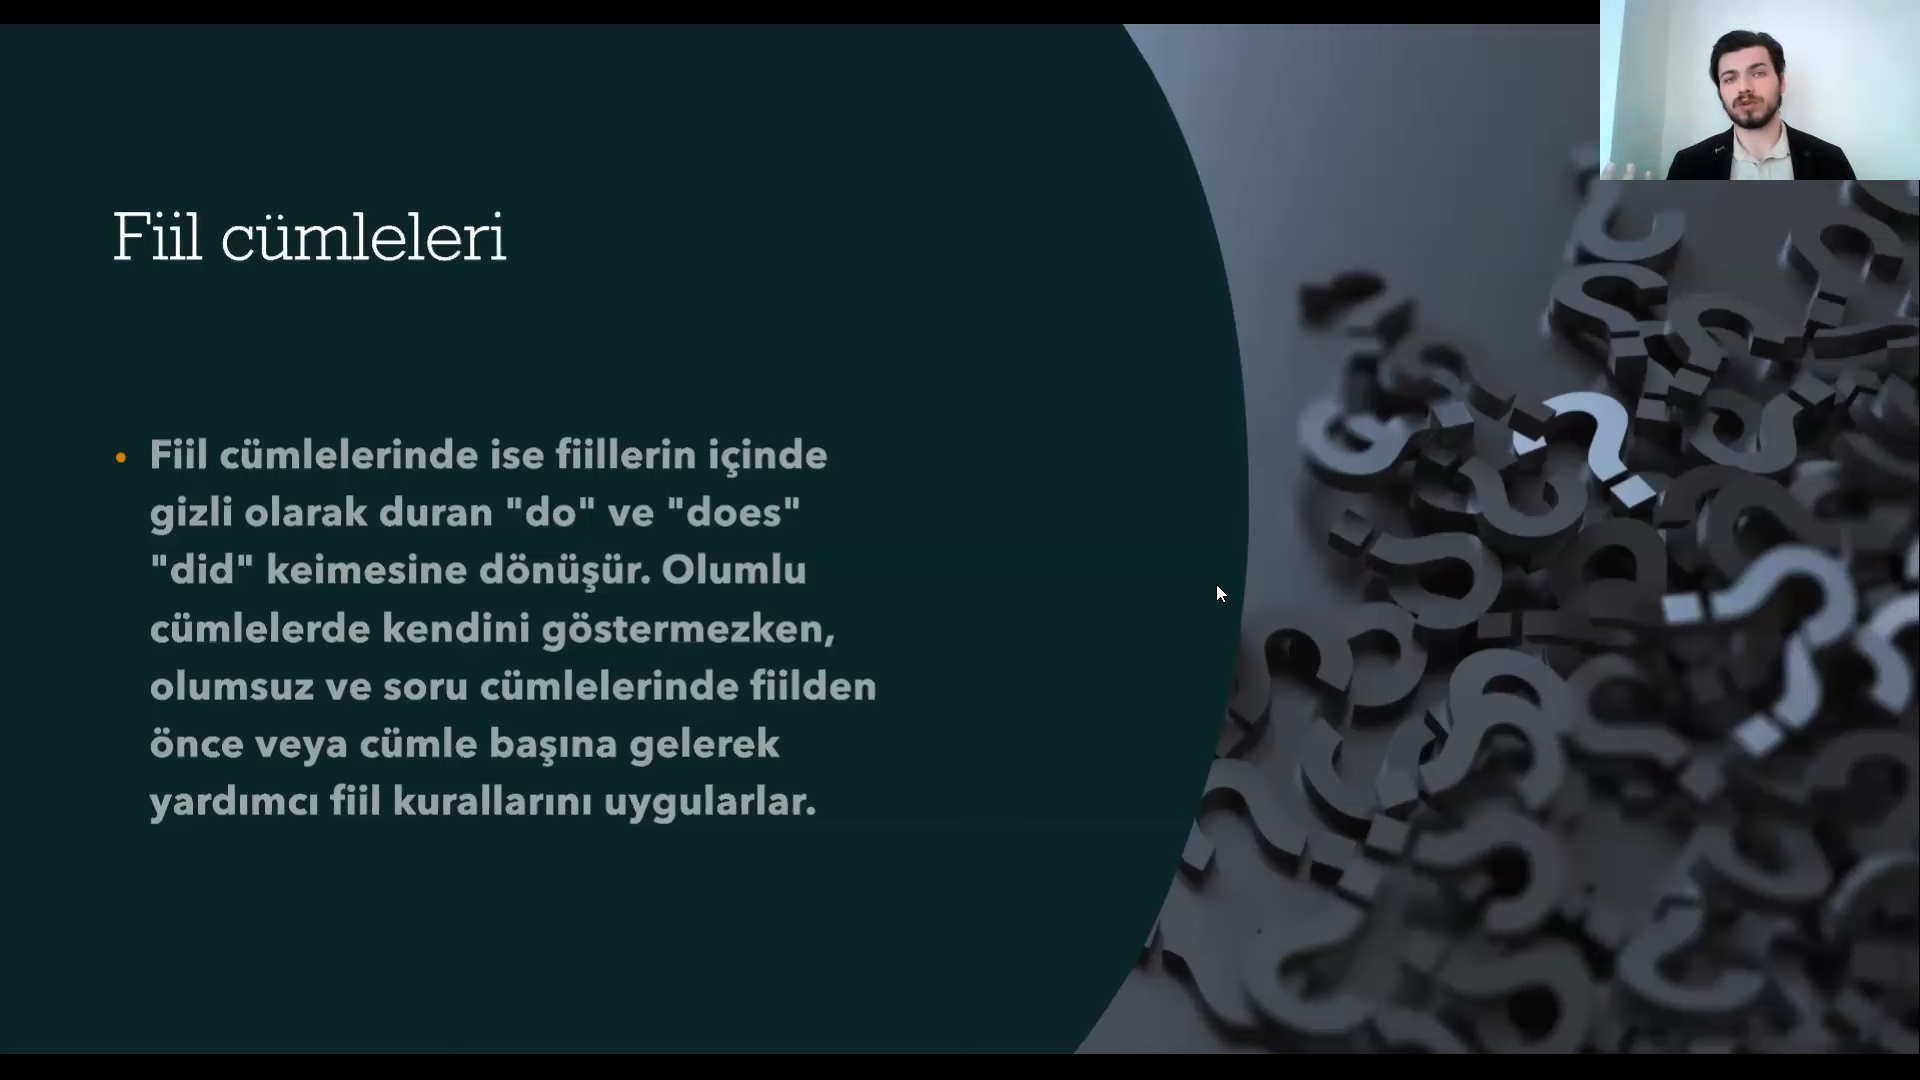 Fiil cümleleri
• Fiil cümlelerinde ise fiillerin içinde
gizli olarak duran "do" ve "does"
"did" keimesine dönüşür. Olumlu
cümlelerde kendini göstermezken,
olumsuz ve soru cümlelerinde fiilden
önce veya cümle başına gelerek
yardımcı fiil kurallarını uygularlar.